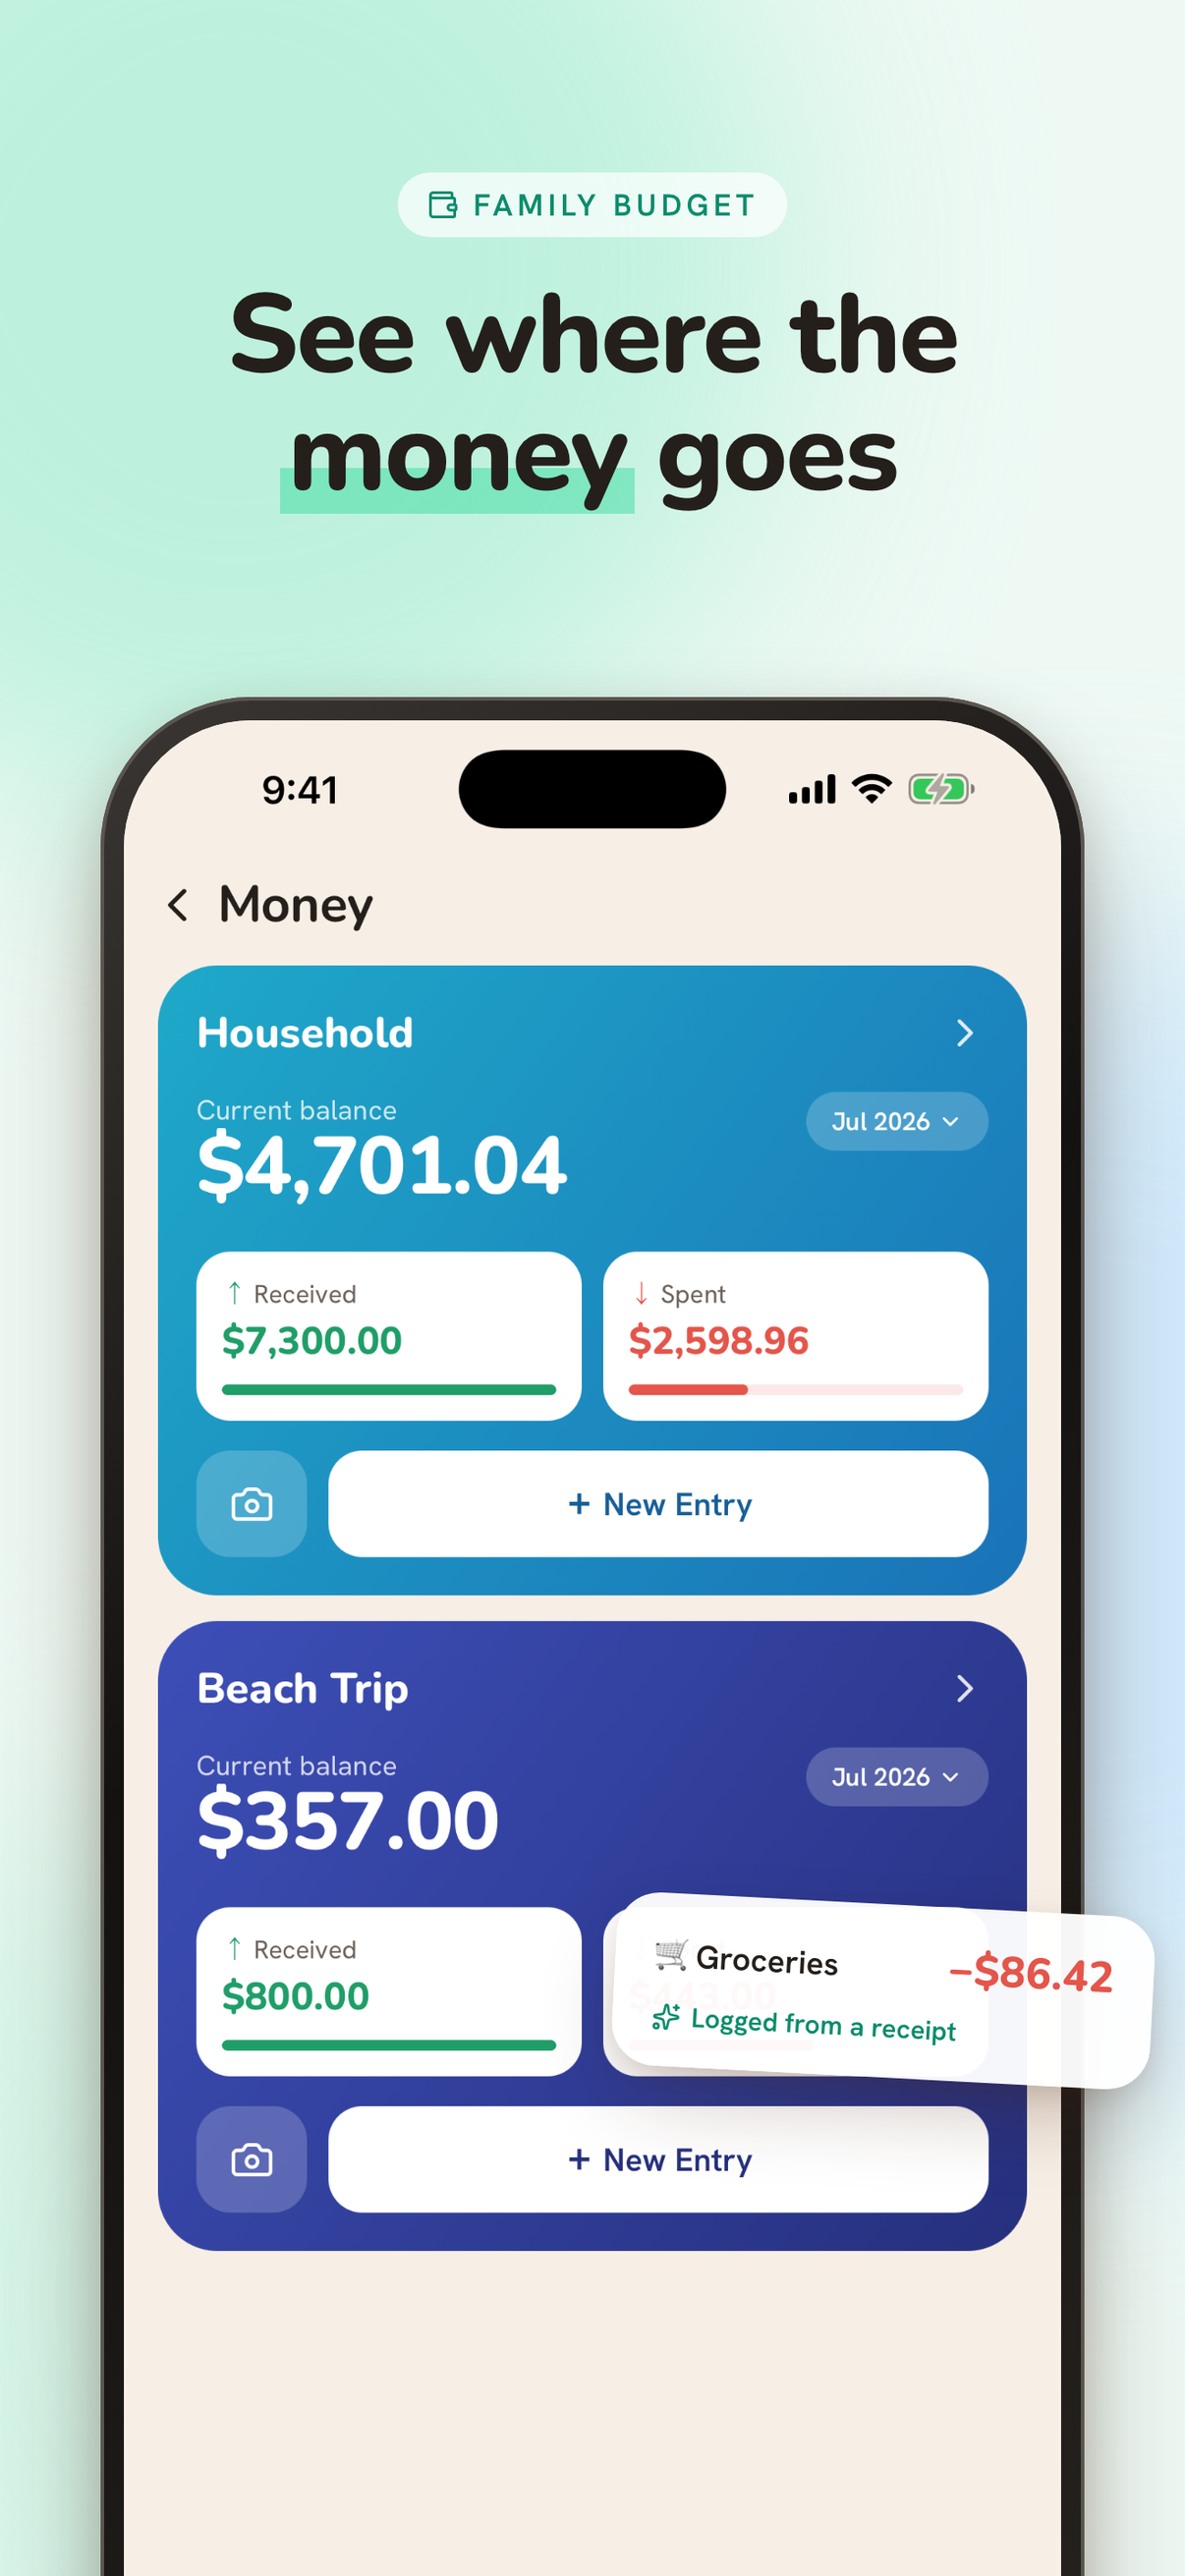 FAMILY BUDGET
See where the
money goes
9:41
Money
Household
Current balance
$4,701.04
Jul 2026
↑ Received
$7,300.00
↓ Spent
$2,598.96
+ New Entry
Beach Trip
Current balance
$357.00
Jul 2026
↑ Received
$800.00
$443.00
Groceries
−$86.42
Logged from a receipt
+ New Entry